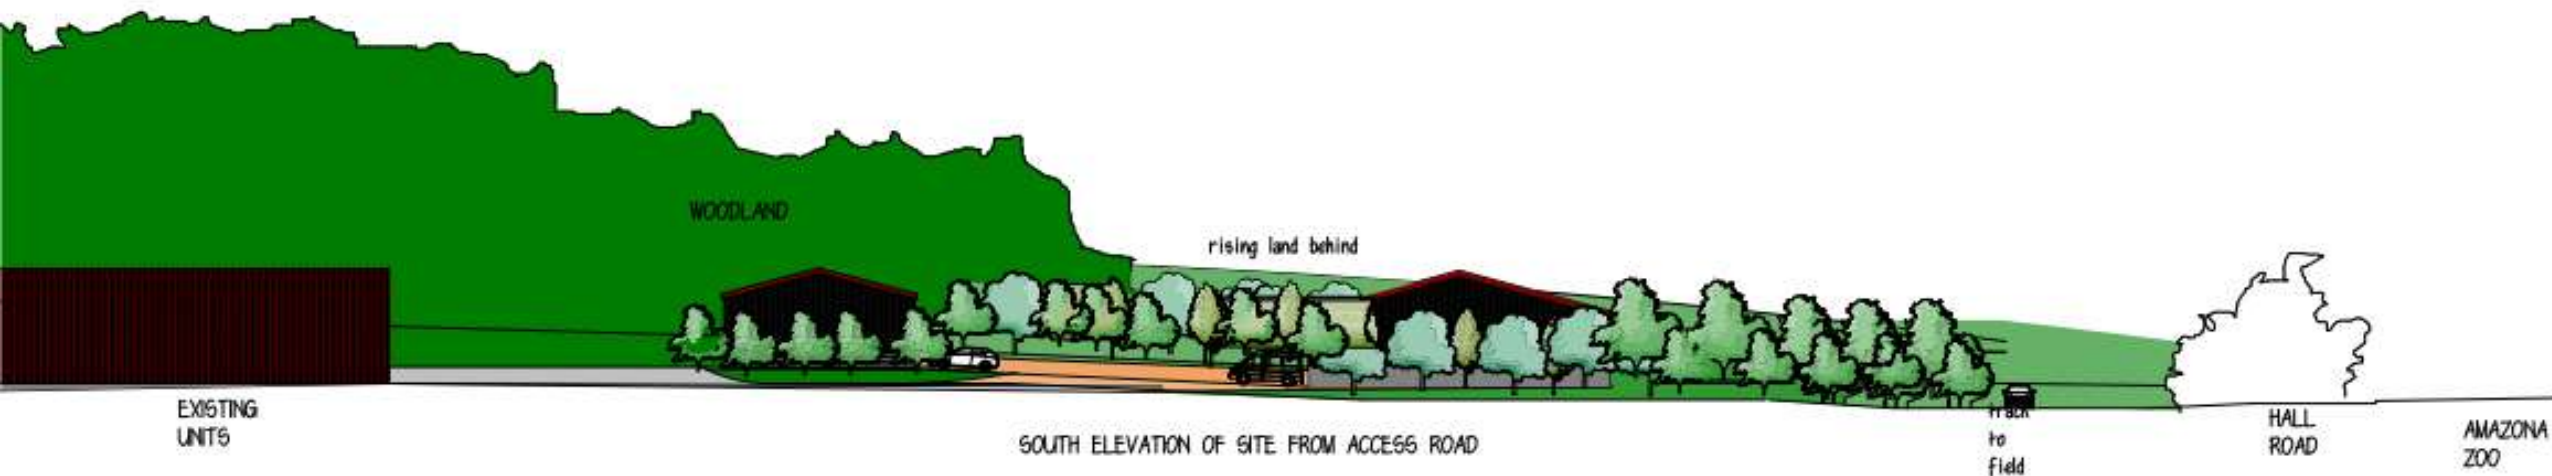 WOODLAND
rising land behind
EXISTING
UNITS
SOUTH ELEVATION OF SITE FROM ACCESS ROAD
track
to
field
HALL
ROAD
AMAZONA
ZOO